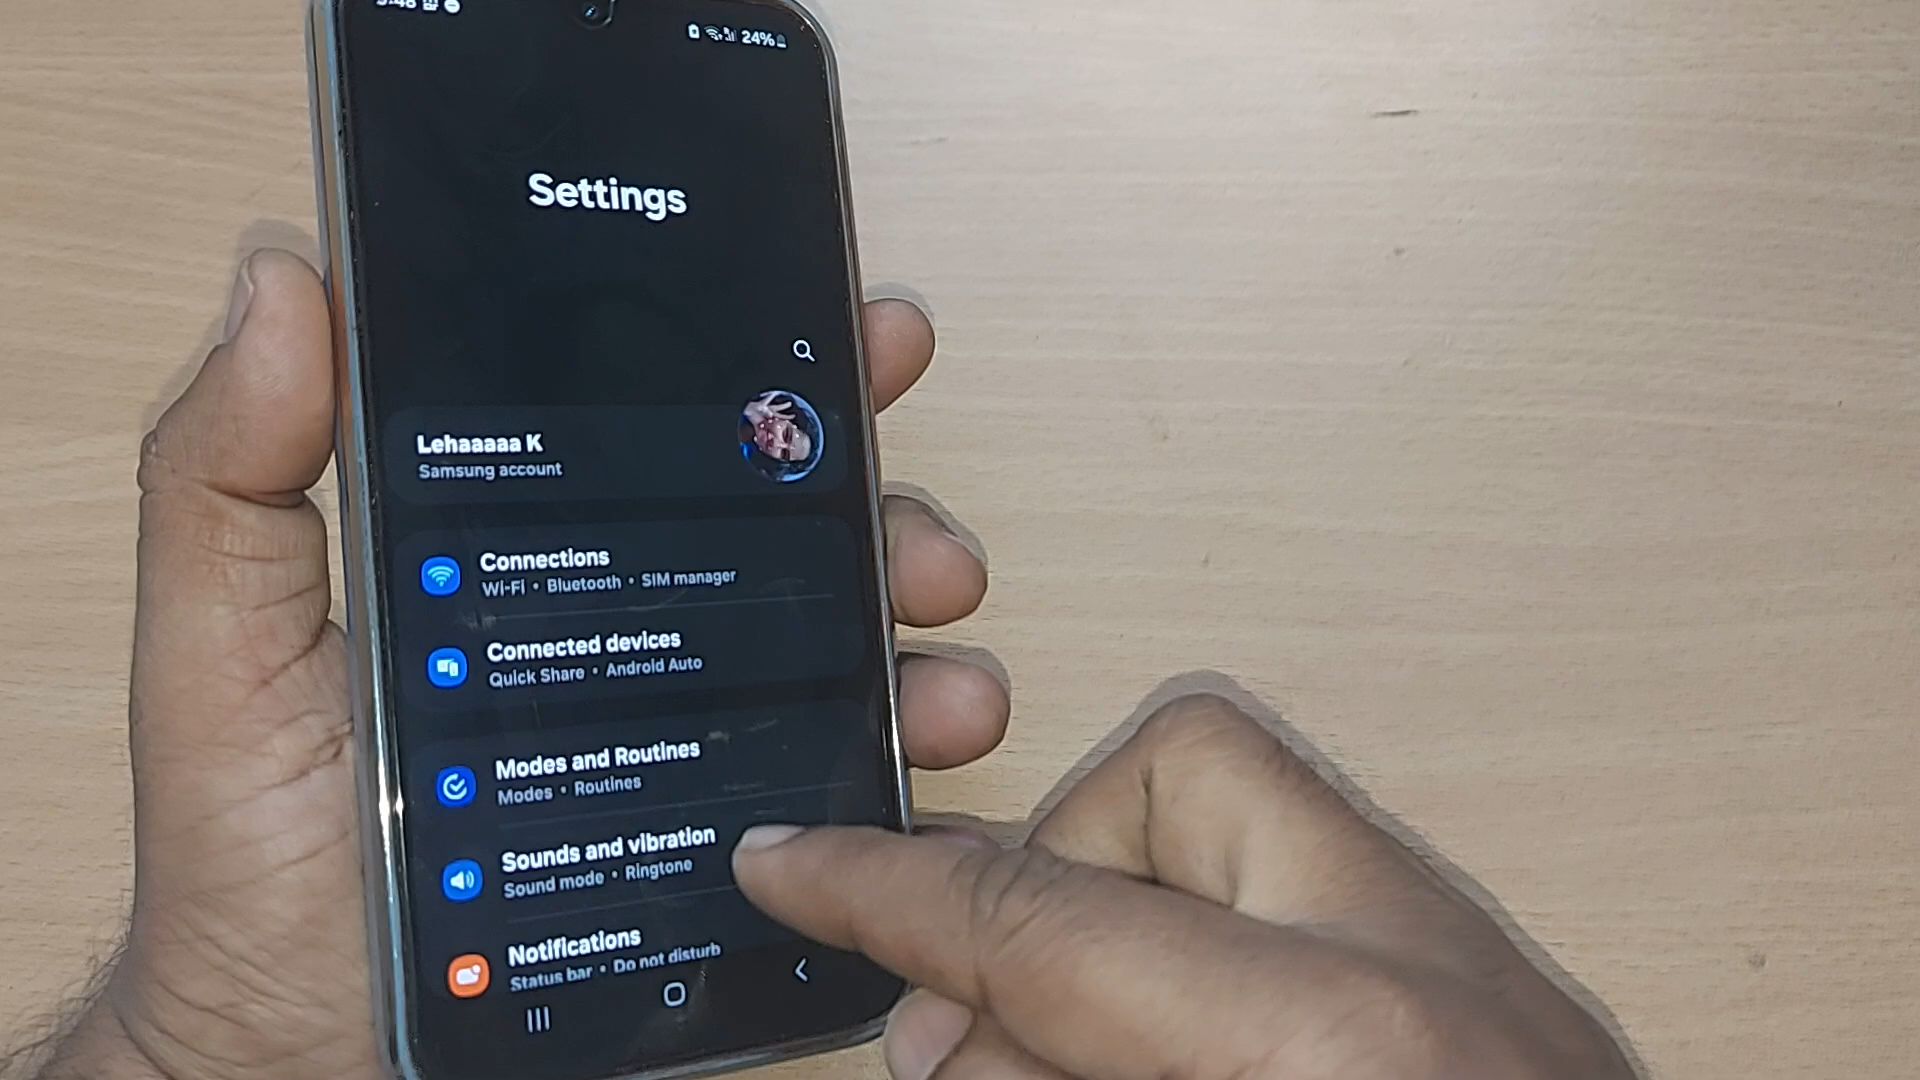 24%
Settings
Lehaaaaa K
Samsung account
Connections
Wi-Fi • Bluetooth • SIM manager
Connected devices
Quick Share • Android Auto
Modes and Routines
Modes • Routines
Sounds and vibration
Sound mode • Ringtone
Notifications
Status bar • Do not disturb